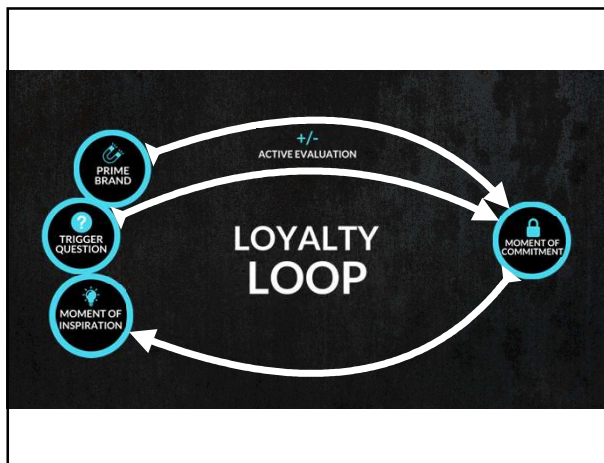 PRIME
BRAND
+/-
ACTIVE EVALUATION
?
TRIGGER
QUESTION
LOYALTY
LOOP
MOMENT OF
COMMITMENT
MOMENT OF
INSPIRATION